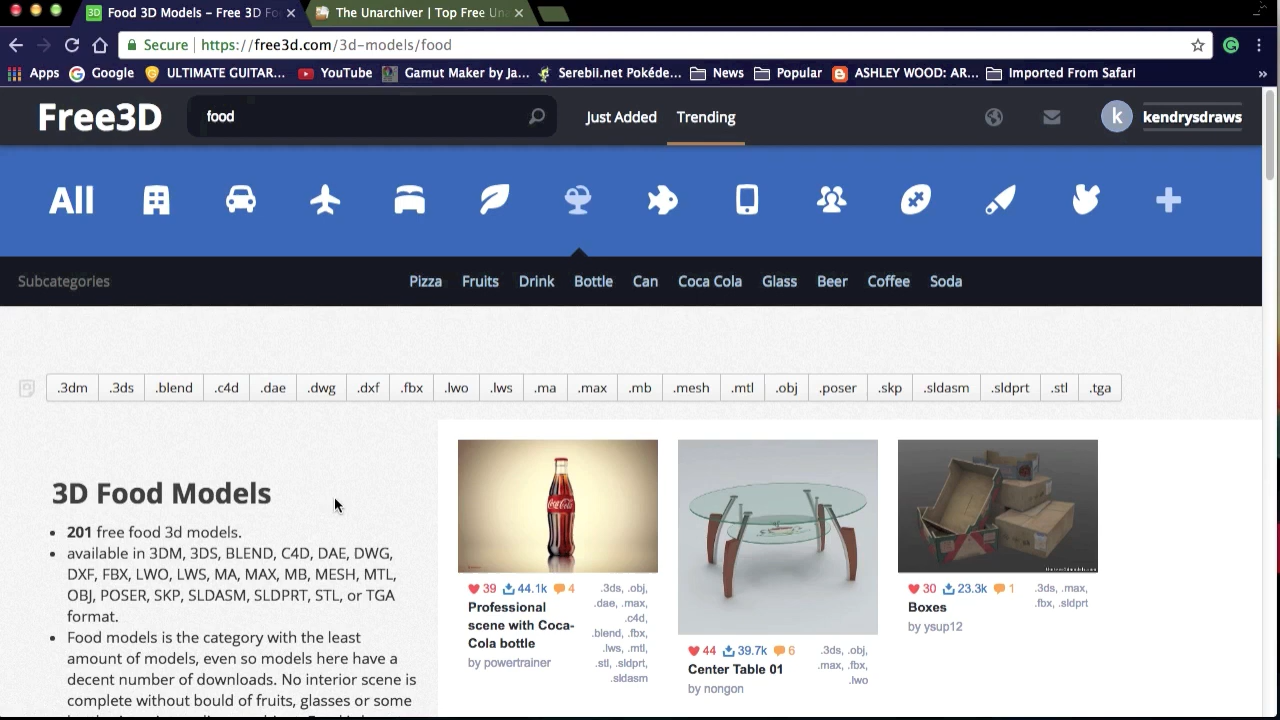 Food 3D Models – Free 3D Fo
The Unarchiver | Top Free Una
Secure
https://free3d.com/3d-models/food
Apps
Google
ULTIMATE GUITAR...
YouTube
Gamut Maker by Ja...
Serebii.net Pokéde...
News
Popular
ASHLEY WOOD: AR...
Imported From Safari
»
Free3D
food
Just Added
Trending
k
kendrysdraws
All
Subcategories
Pizza
Fruits
Drink
Bottle
Can
Coca Cola
Glass
Beer
Coffee
Soda
.3dm
.3ds
.blend
.c4d
.dae
.dwg
.dxf
.fbx
.lwo
.lws
.ma
.max
.mb
.mesh
.mtl
.obj
.poser
.skp
.sldasm
.sldprt
.stl
.tga
3D Food Models
• 201 free food 3d models.
• available in 3DM, 3DS, BLEND, C4D, DAE, DWG,
DXF, FBX, LWO, LWS, MA, MAX, MB, MESH, MTL,
OBJ, POSER, SKP, SLDASM, SLDPRT, STL, or TGA
format.
• Food models is the category with the least
amount of models, even so models here have a
decent number of downloads. No interior scene is
complete without bould of fruits, glasses or some
Coca-Cola
39
44.1k
4
Professional
scene with Coca-
Cola bottle
by powertrainer
.3ds, .obj,
.dae, .max,
.c4d,
.blend, .fbx,
.lws, .mtl,
.stl, .sldprt,
.sldasm
44
39.7k
6
Center Table 01
by nongon
.3ds, .obj,
.max, .fbx,
.lwo
30
23.3k
1
Boxes
by ysup12
.3ds, .max,
.fbx, .sldprt